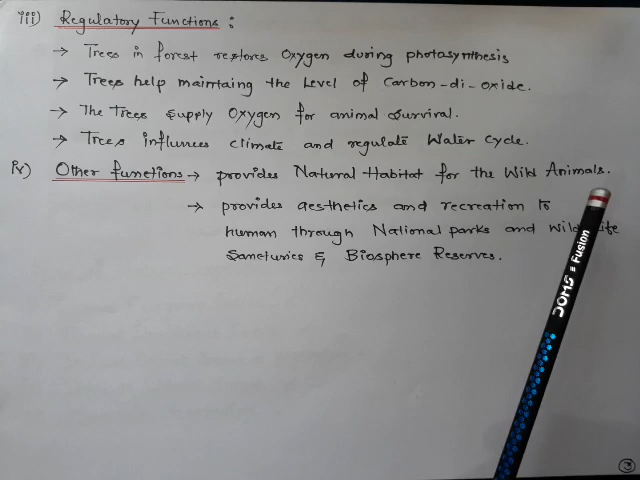 iii) Regulatory Functions :
→ Trees in forest restores Oxygen during photosynthesis
→ Trees help maintaing the Level of Carbon-di-oxide.
→ The Trees supply Oxygen for animal survival.
→ Trees influences climate and regulate Water cycle.
iv) Other functions → provides Natural Habitat for the Wild Animals.
→ provides aesthetics and recreation to
human through National parks and Wild life
Sancturies & Biosphere Reserves.
DOMS Fusion
3